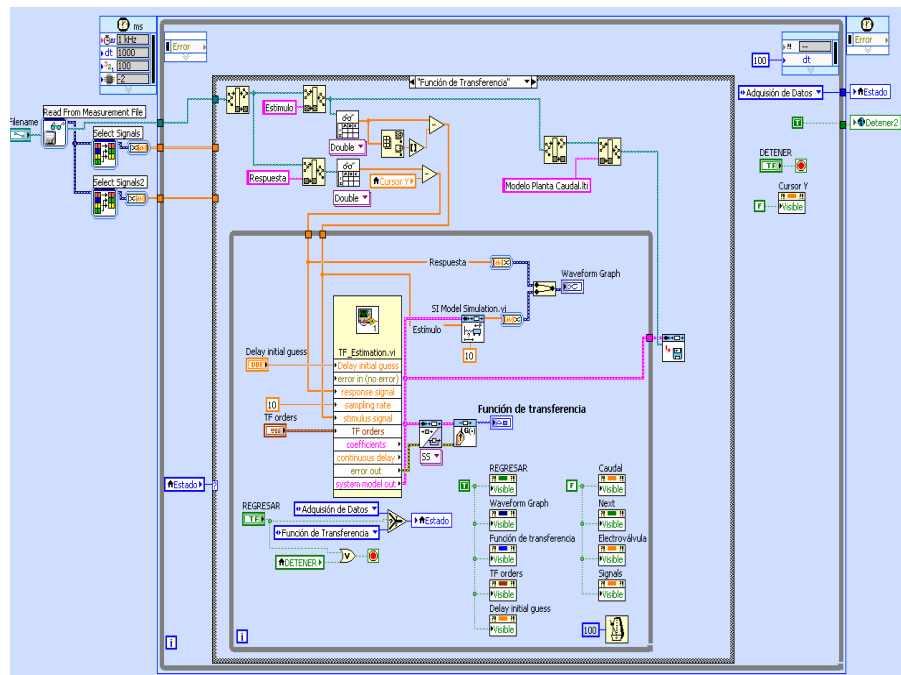 ms
1 kHz
dt 1000
100
-2
Error
Error
?!
---
100
dt
"Función de Transferencia"
Adquisición de Datos
Estado
Read From Measurement File
Filename
Select Signals
Select Signals2
Estimulo
Double
Respuesta
Double
Cursor Y
Modelo Planta Caudal.lti
T
Detener2
DETENER
TF
Cursor Y
F
Visible
Respuesta
Waveform Graph
SI Model Simulation.vi
Estímulo
10
TF_Estimation.vi
Delay initial guess
DBL
Delay initial guess
error in (no error)
response signal
10
sampling rate
stimulus signal
TF orders
TF orders
coefficients
continuous delay
error out
system model out
Función de transferencia
SS
Estado
?
REGRESAR
TF
Adquisición de Datos
Función de Transferencia
Estado
DETENER
V
T
REGRESAR
Visible
Waveform Graph
Visible
Función de transferencia
Visible
TF orders
Visible
Delay initial guess
Visible
F
Caudal
Visible
Next
Visible
Electroválvula
Visible
Signals
Visible
100
i
i